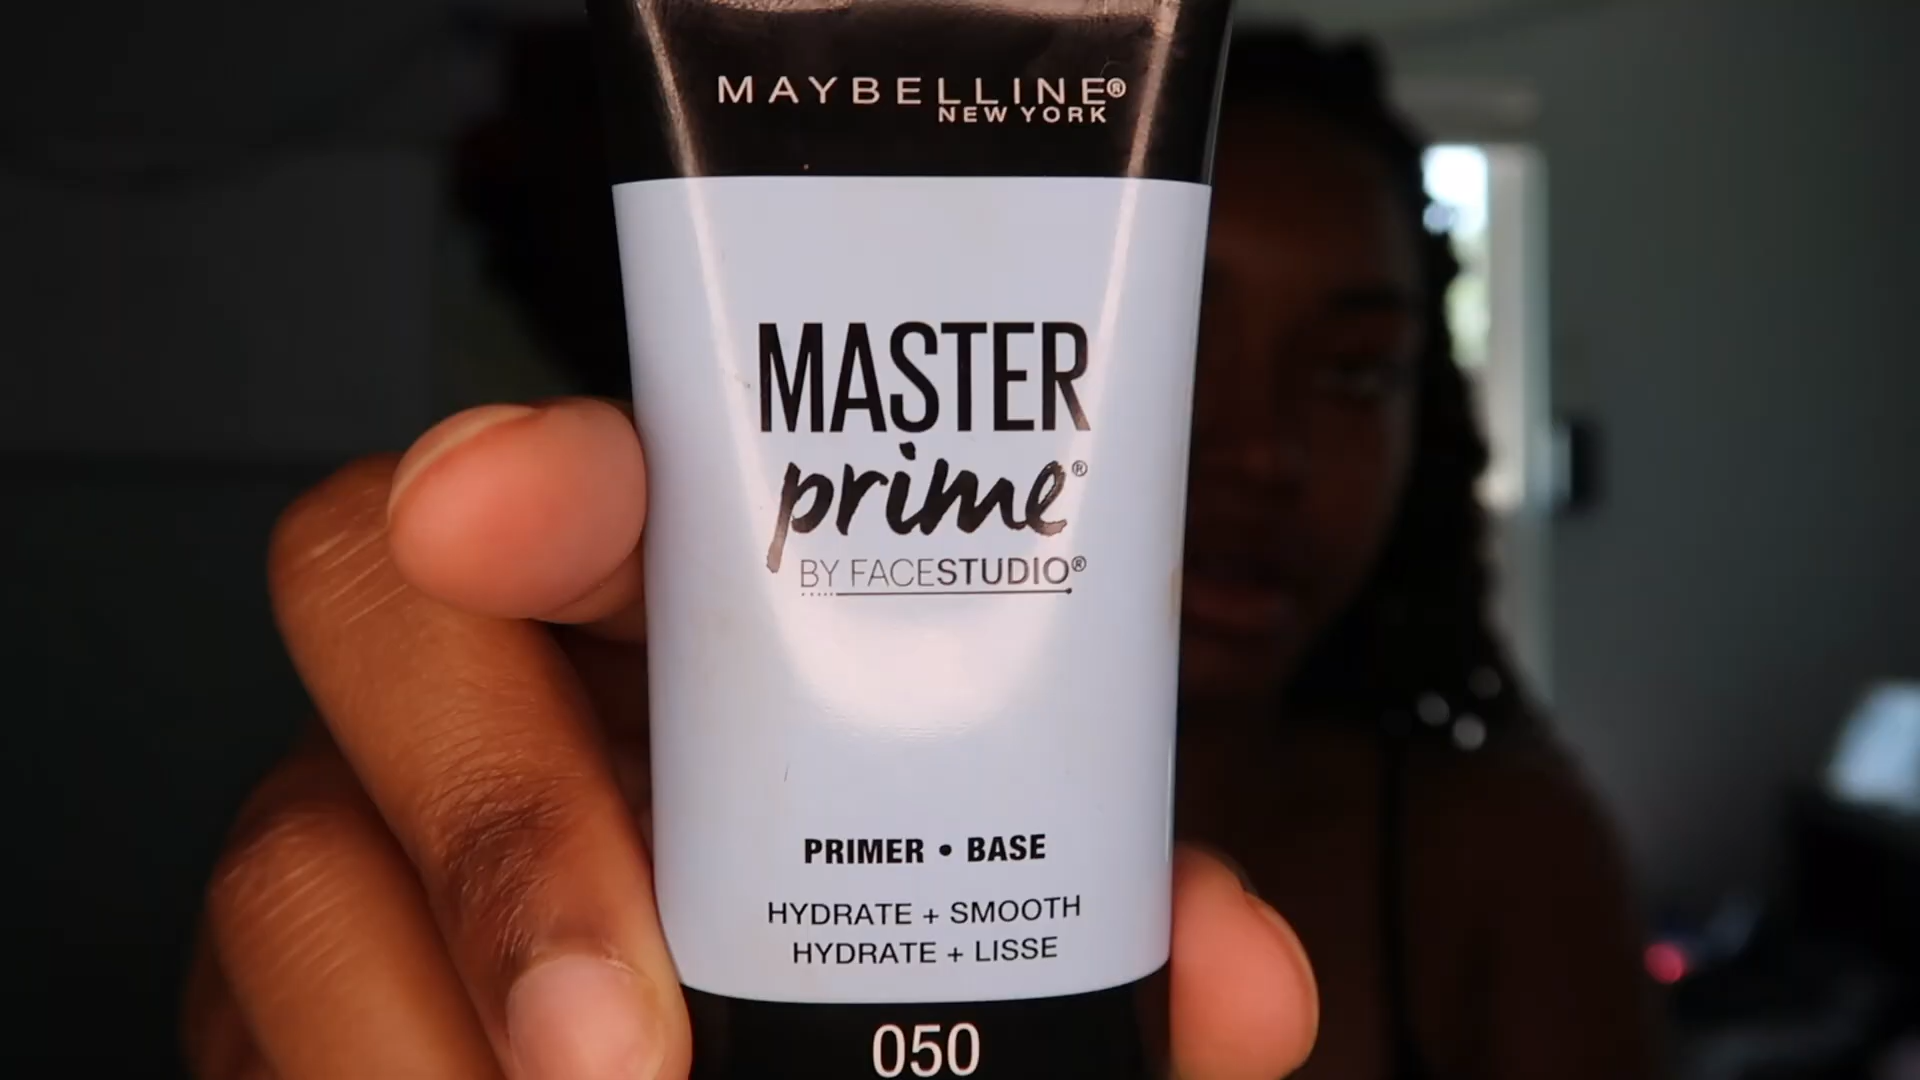 MAYBELLINE®
NEW YORK
MASTER
prime®
BY FACESTUDIO®
PRIMER • BASE
HYDRATE + SMOOTH
HYDRATE + LISSE
050